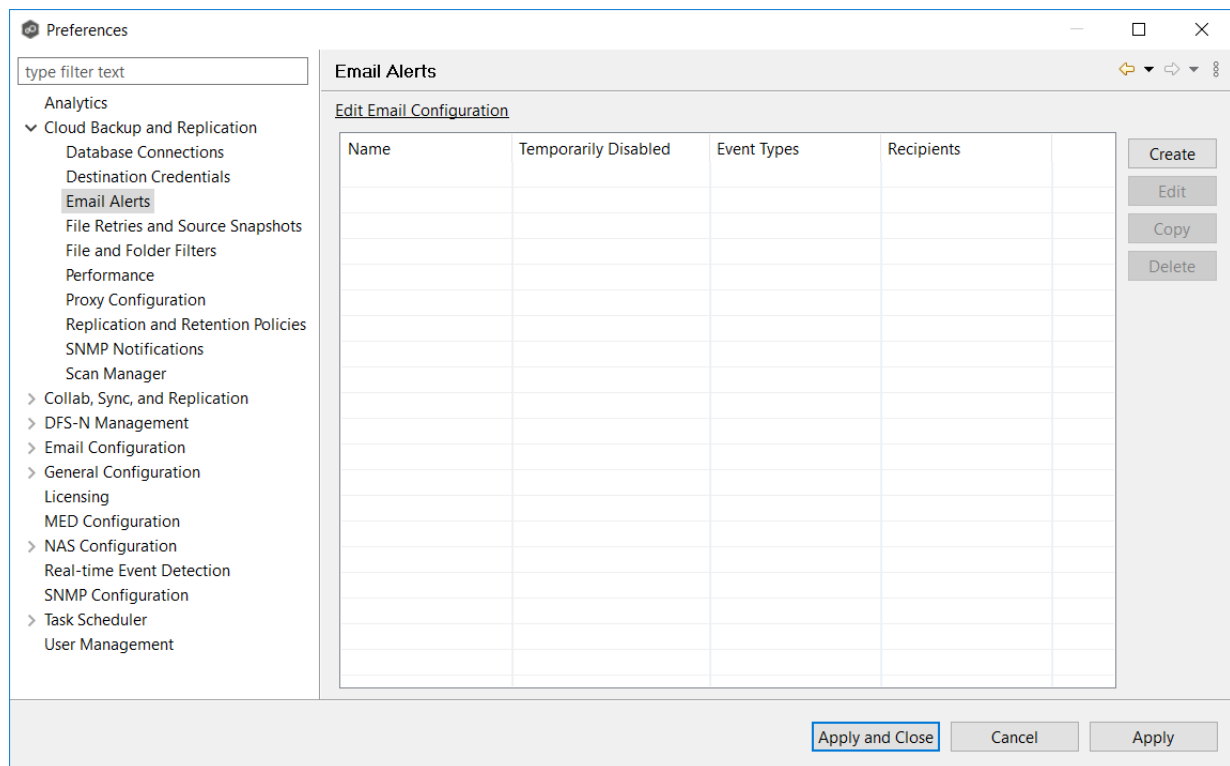 Preferences
type filter text
Analytics
Cloud Backup and Replication
Database Connections
Destination Credentials
Email Alerts
File Retries and Source Snapshots
File and Folder Filters
Performance
Proxy Configuration
Replication and Retention Policies
SNMP Notifications
Scan Manager
Collab, Sync, and Replication
DFS-N Management
Email Configuration
General Configuration
Licensing
MED Configuration
NAS Configuration
Real-time Event Detection
SNMP Configuration
Task Scheduler
User Management
Email Alerts
Edit Email Configuration
Name Temporarily Disabled Event Types Recipients
Create
Edit
Copy
Delete
Apply and Close Cancel Apply